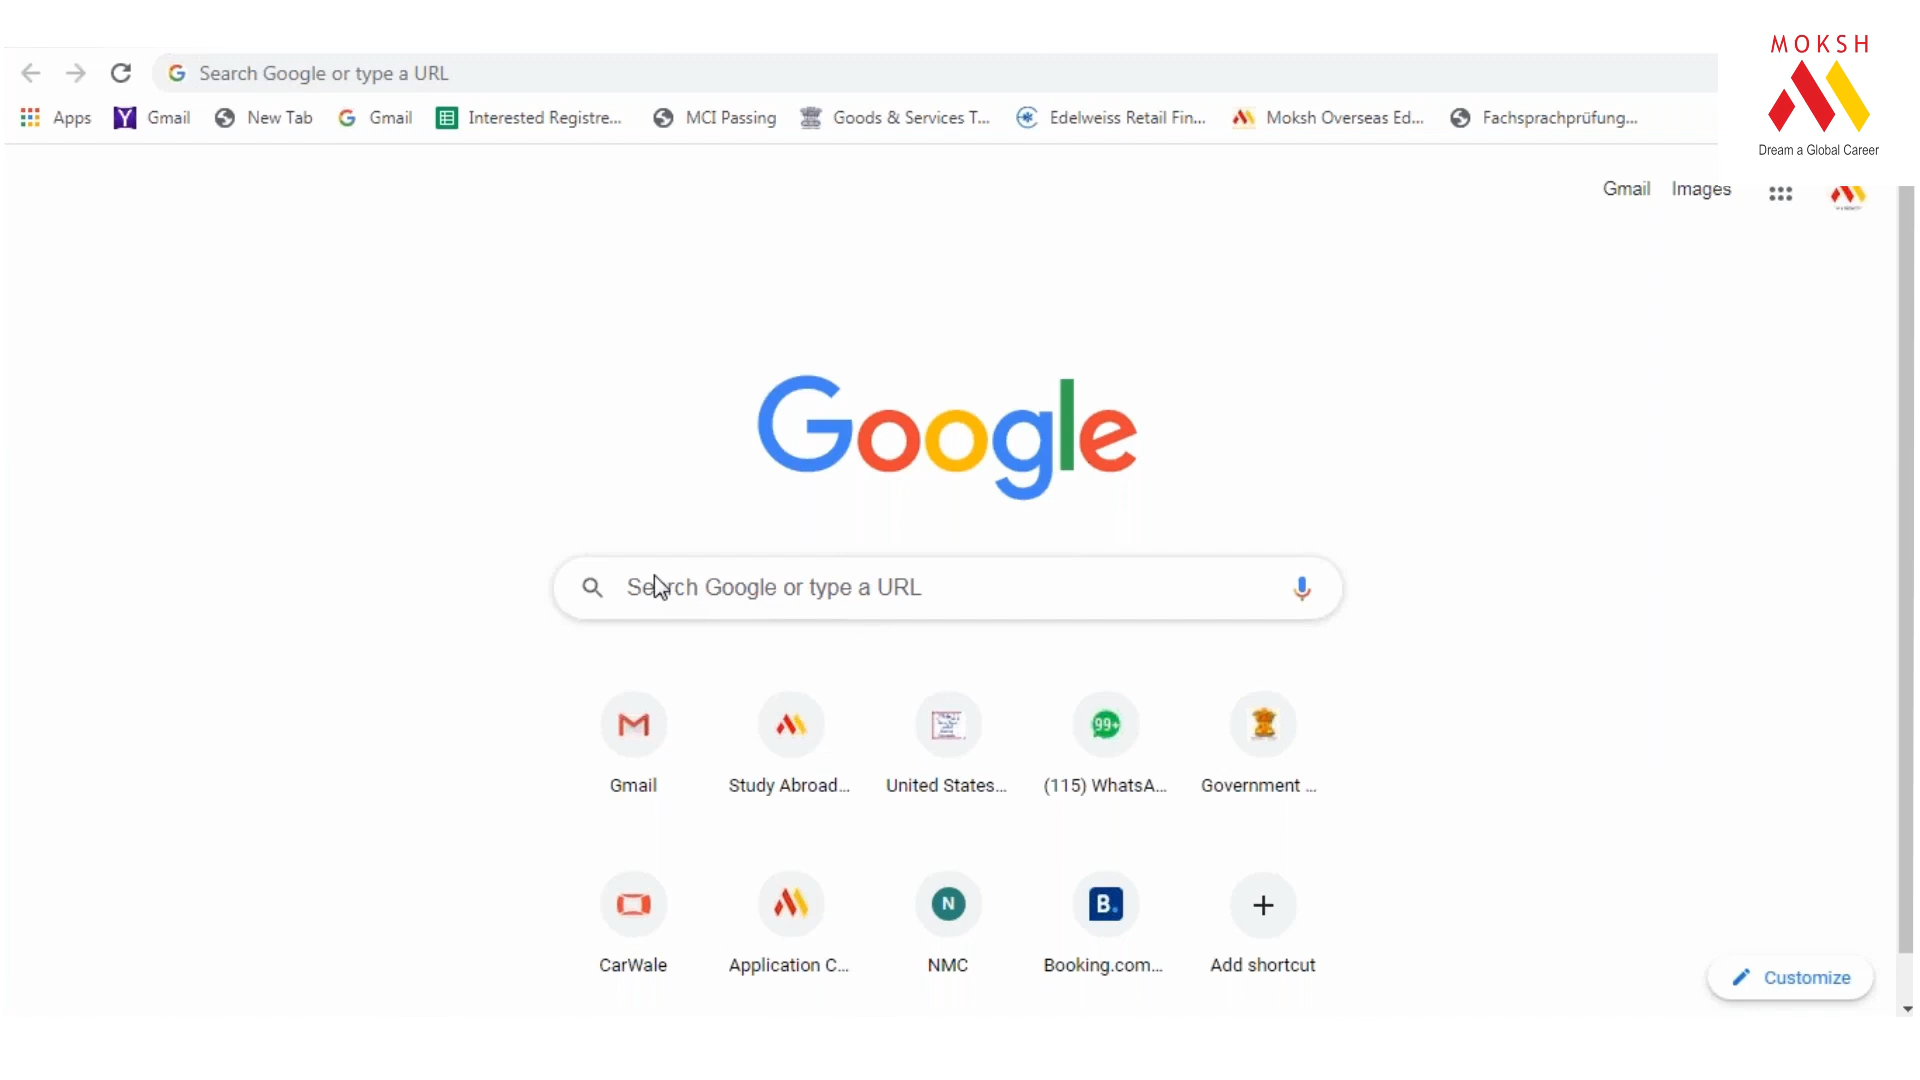 MOKSH
Dream a Global Career
Search Google or type a URL
Apps
Gmail
New Tab
Gmail
Interested Registre...
MCI Passing
Goods & Services T...
Edelweiss Retail Fin...
Moksh Overseas Ed...
Fachsprachprüfung...
Gmail
Images
Google
Search Google or type a URL
99+
Gmail
Study Abroad...
United States...
(115) WhatsA...
Government ...
N
B.
CarWale
Application C...
NMC
Booking.com...
Add shortcut
Customize